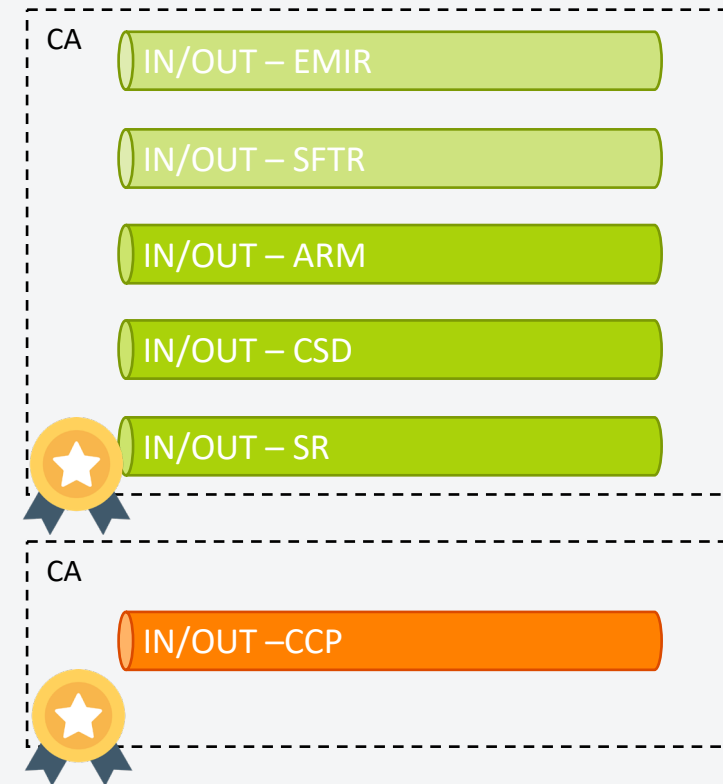 CA
IN/OUT – EMIR
IN/OUT – SFTR
IN/OUT – ARM
IN/OUT – CSD
IN/OUT – SR
CA
IN/OUT –CCP